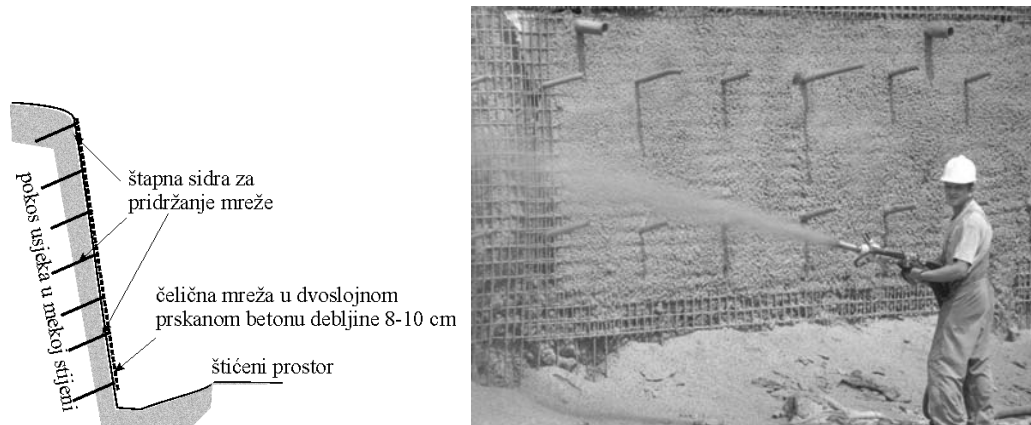 štapna sidra za
pridržanje mreže
pokos usjeka u mekoj stijeni
čelična mreža u dvoslojnom
prskanom betonu debljine 8-10 cm
štićeni prostor